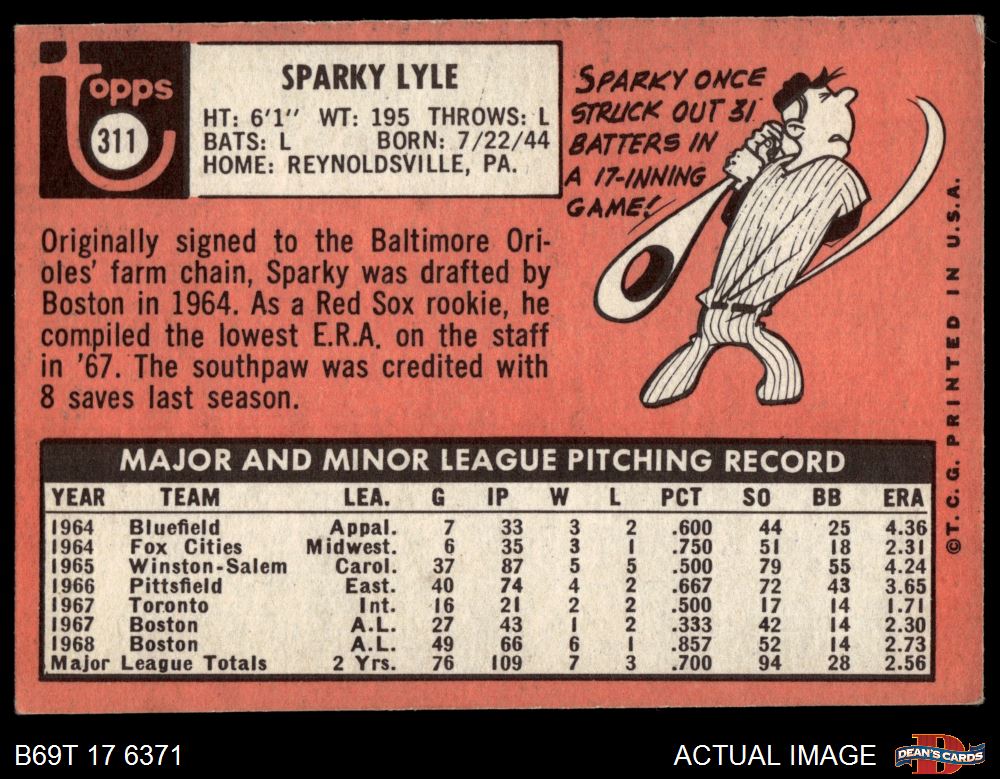 Topps
311
SPARKY LYLE
HT: 6'1" WT: 195 THROWS: L
BATS: L BORN: 7/22/44
HOME: REYNOLDSVILLE, PA.
SPARKY ONCE
STRUCK OUT 31
BATTERS IN
A 17-INNING
GAME!
Originally signed to the Baltimore Ori-
oles' farm chain, Sparky was drafted by
Boston in 1964. As a Red Sox rookie, he
compiled the lowest E.R.A. on the staff
in '67. The southpaw was credited with
8 saves last season.
MAJOR AND MINOR LEAGUE PITCHING RECORD
YEAR TEAM LEA. G IP W L PCT SO BB ERA
1964 Bluefield Appal. 7 33 3 2 .600 44 25 4.36
1964 Fox Cities Midwest. 6 35 3 1 .750 51 18 2.31
1965 Winston-Salem Carol. 37 87 5 5 .500 79 55 4.24
1966 Pittsfield East. 40 74 4 2 .667 72 43 3.65
1967 Toronto Int. 16 21 2 2 .500 17 14 1.71
1967 Boston A.L. 27 43 1 2 .333 42 14 2.30
1968 Boston A.L. 49 66 6 1 .857 52 14 2.73
Major League Totals 2 Yrs. 76 109 7 3 .700 94 28 2.56
©T.C.G. PRINTED IN U.S.A.
B69T 17 6371
ACTUAL IMAGE
DEAN'S CARDS